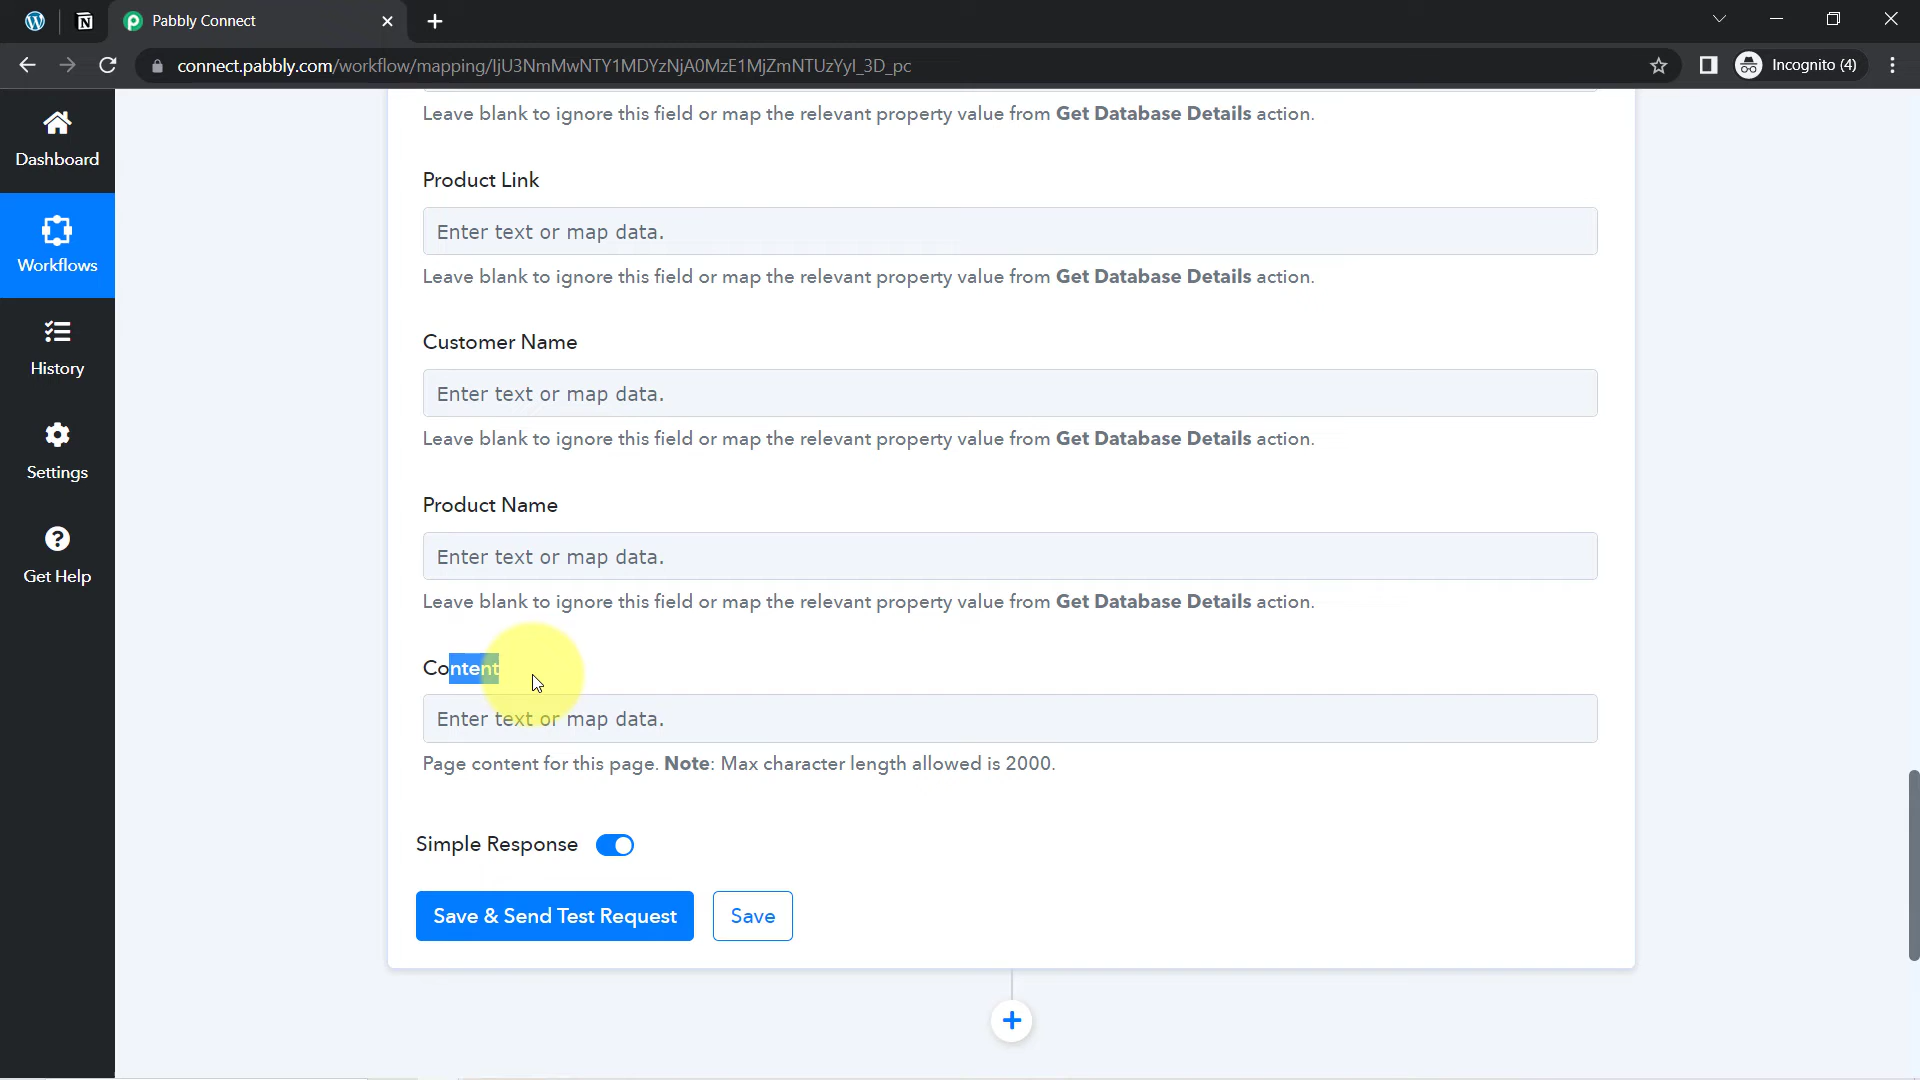 Pabbly Connect
connect.pabbly.com/workflow/mapping/IjU3NmMwNTY1MDYzNjA0MzE1MjZmNTUzYyI_3D_pc
Incognito (4)
Dashboard
Workflows
History
Settings
Get Help
Leave blank to ignore this field or map the relevant property value from Get Database Details action.
Product Link
Enter text or map data.
Leave blank to ignore this field or map the relevant property value from Get Database Details action.
Customer Name
Enter text or map data.
Leave blank to ignore this field or map the relevant property value from Get Database Details action.
Product Name
Enter text or map data.
Leave blank to ignore this field or map the relevant property value from Get Database Details action.
Content
Enter text or map data.
Page content for this page. Note: Max character length allowed is 2000.
Simple Response
Save & Send Test Request
Save